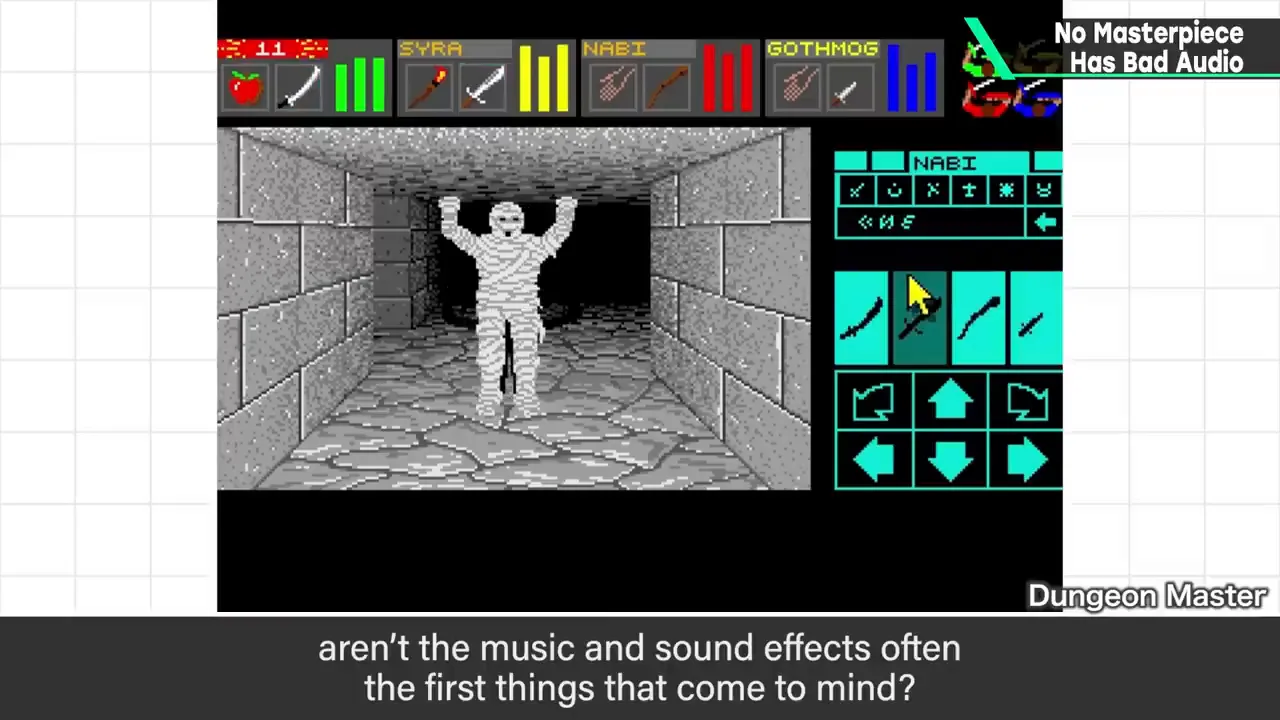 No Masterpiece
Has Bad Audio
11
SYRA
NABI
GOTHMOG
NABI
Dungeon Master
aren't the music and sound effects often
the first things that come to mind?